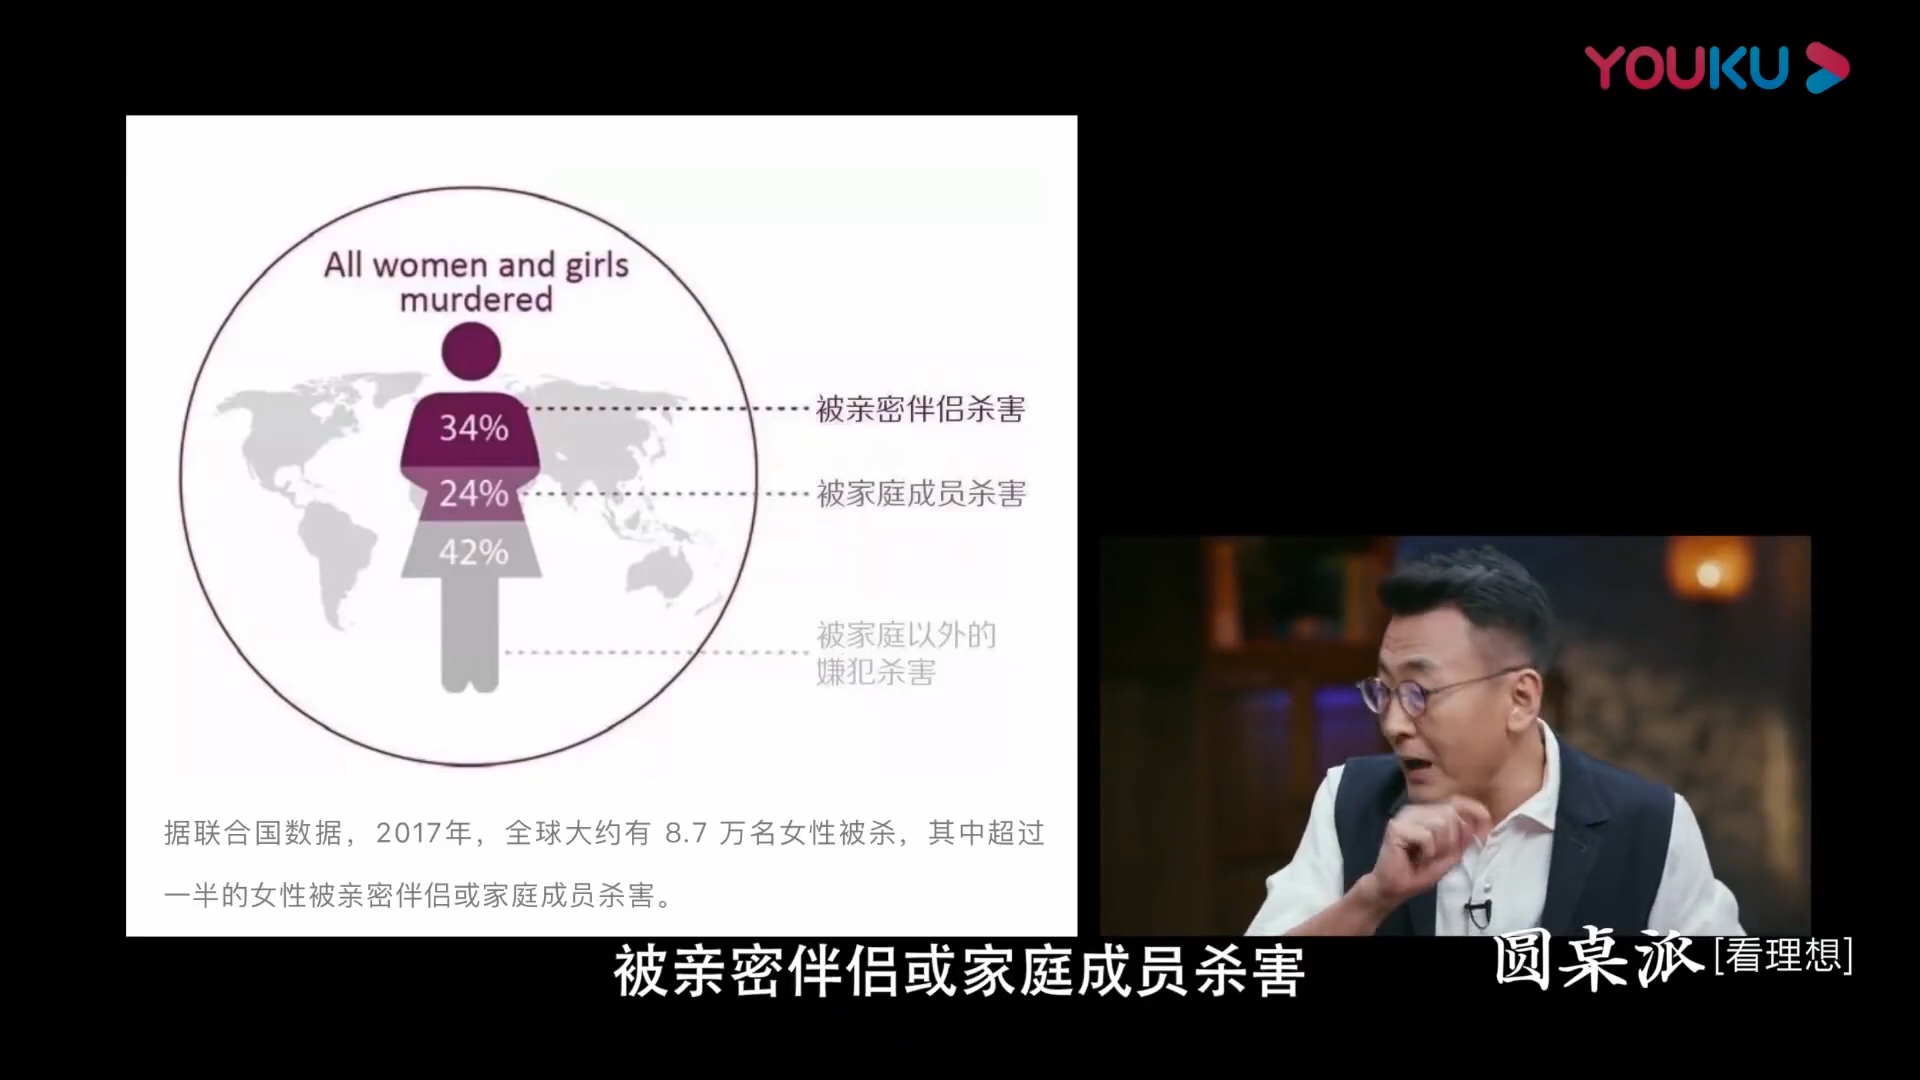 YOUKU
All women and girls
murdered
34%
被亲密伴侣杀害
24%
被家庭成员杀害
42%
被家庭以外的
嫌犯杀害
据联合国数据，2017年，全球大约有 8.7 万名女性被杀，其中超过
一半的女性被亲密伴侣或家庭成员杀害。
被亲密伴侣或家庭成员杀害
圆桌派[看理想]